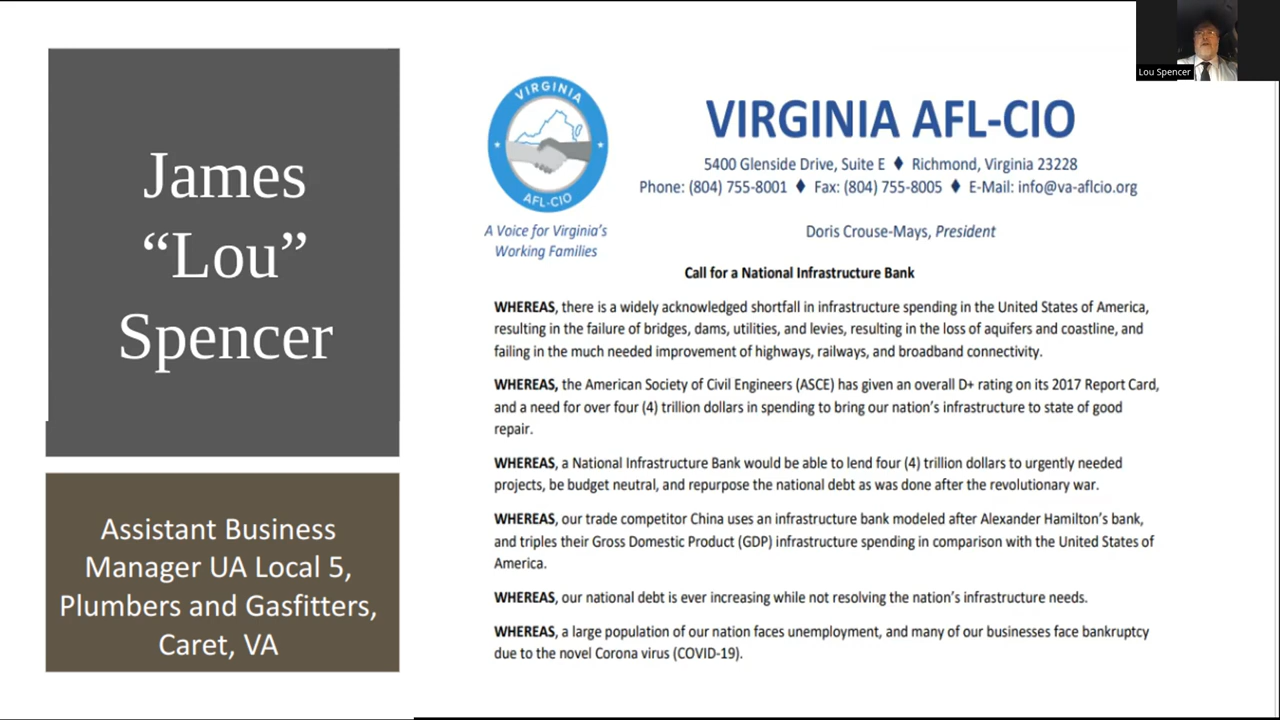 James
“Lou”
Spencer
Assistant Business
Manager UA Local 5,
Plumbers and Gasfitters,
Caret, VA
VIRGINIA
AFL-CIO
A Voice for Virginia’s
Working Families
VIRGINIA AFL-CIO
5400 Glenside Drive, Suite E ♦ Richmond, Virginia 23228
Phone: (804) 755-8001 ♦ Fax: (804) 755-8005 ♦ E-Mail: info@va-aflcio.org
Doris Crouse-Mays, President
Call for a National Infrastructure Bank
WHEREAS, there is a widely acknowledged shortfall in infrastructure spending in the United States of America,
resulting in the failure of bridges, dams, utilities, and levies, resulting in the loss of aquifers and coastline, and
failing in the much needed improvement of highways, railways, and broadband connectivity.
WHEREAS, the American Society of Civil Engineers (ASCE) has given an overall D+ rating on its 2017 Report Card,
and a need for over four (4) trillion dollars in spending to bring our nation’s infrastructure to state of good
repair.
WHEREAS, a National Infrastructure Bank would be able to lend four (4) trillion dollars to urgently needed
projects, be budget neutral, and repurpose the national debt as was done after the revolutionary war.
WHEREAS, our trade competitor China uses an infrastructure bank modeled after Alexander Hamilton’s bank,
and triples their Gross Domestic Product (GDP) infrastructure spending in comparison with the United States of
America.
WHEREAS, our national debt is ever increasing while not resolving the nation’s infrastructure needs.
WHEREAS, a large population of our nation faces unemployment, and many of our businesses face bankruptcy
due to the novel Corona virus (COVID-19).
Lou Spencer